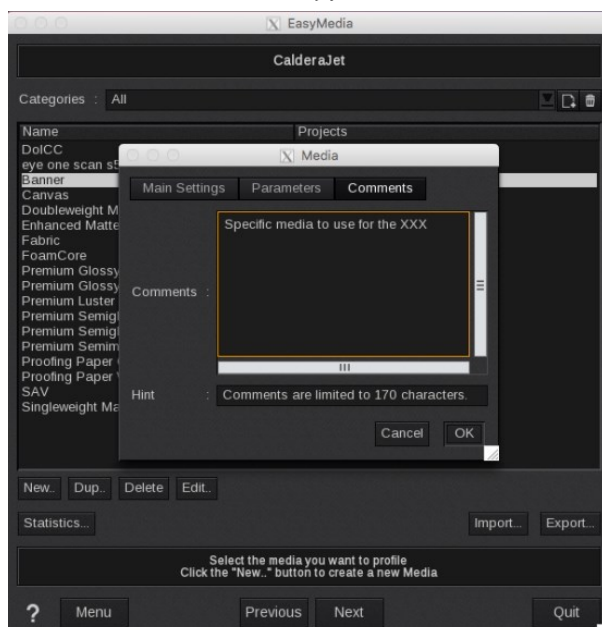 EasyMedia
CalderaJet
Categories : All
Name Projects
DoICC
eye one scan
Banner
Canvas
Doubleweight M
Enhanced Matte
Fabric
FoamCore
Premium Glossy
Premium Glossy
Premium Luster
Premium Semigl
Premium Semigl
Premium Semim
Proofing Paper
Proofing Paper
SAV
Singleweight Ma
Media
Main Settings Parameters Comments
Specific media to use for the XXX
Comments :
Hint : Comments are limited to 170 characters.
Cancel OK
New.. Dup.. Delete Edit..
Statistics... Import... Export...
Select the media you want to profile
Click the "New.." button to create a new Media
? Menu Previous Next Quit